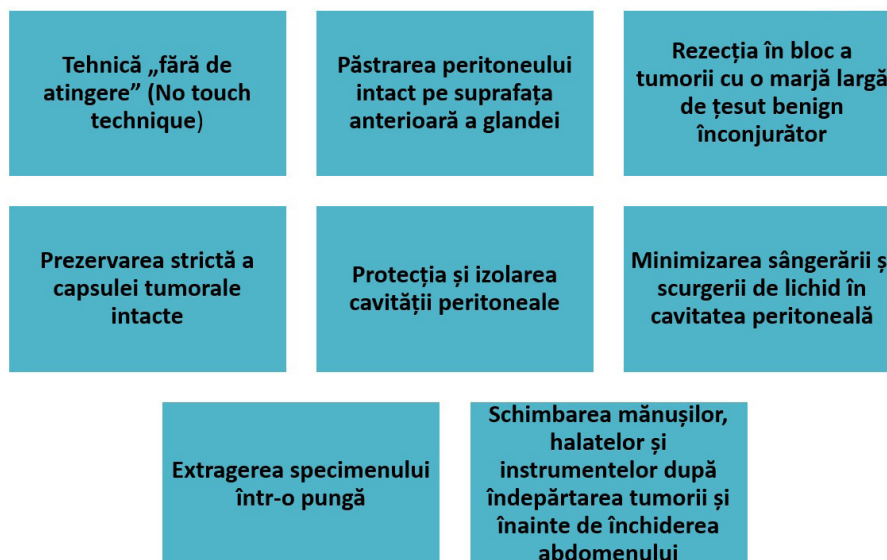 Tehnică „fără de
atingere” (No touch
technique)
Păstrarea peritoneului
intact pe suprafața
anterioară a glandei
Rezecția în bloc a
tumorii cu o marjă largă
de țesut benign
înconjurător
Prezervarea strictă a
capsulei tumorale
intacte
Protecția și izolarea
cavității peritoneale
Minimizarea sângerării ș
scurgerii de lichid în
cavitatea peritoneală
Extragerea specimenului
într-o pungă
Schimbarea mănușilor,
halatelor și
instrumentelor după
îndepărtarea tumorii și
înainte de închiderea
abdomenului